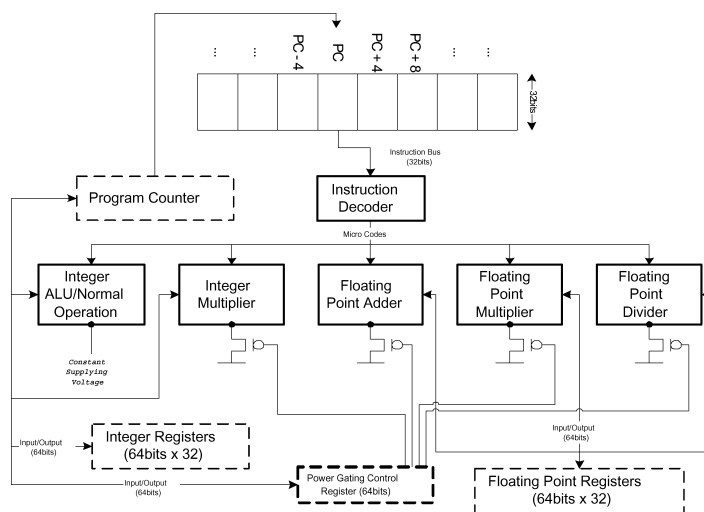 ...
...
PC - 4
PC
PC + 4
PC + 8
...
...
32bits
Instruction Bus
(32bits)
Program Counter
Instruction
Decoder
Micro Codes
Integer
ALU/Normal
Operation
Integer
Multiplier
Floating
Point Adder
Floating
Point
Multiplier
Floating
Point
Divider
Constant
Supplying
Voltage
Input/Output
(64bits)
Integer Registers
(64bits x 32)
Input/Output
(64bits)
Input/Output
(64bits)
Power Gating Control
Register (64bits)
Floating Point Registers
(64bits x 32)